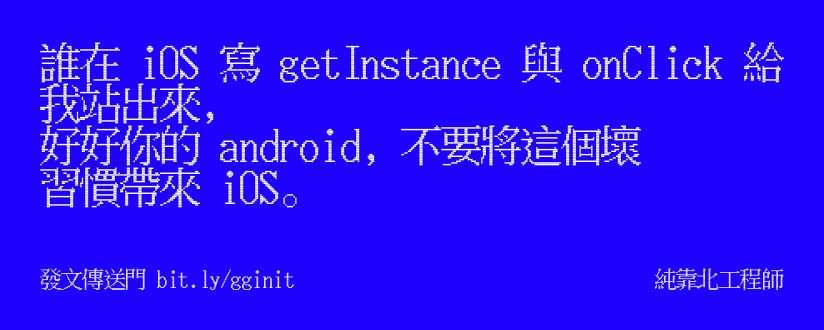 誰在 iOS 寫 getInstance 與 onClick 給
我站出來,
好好你的 android, 不要將這個壞
習慣帶來 iOS。
發文傳送門 bit.ly/gginit
純靠北工程師